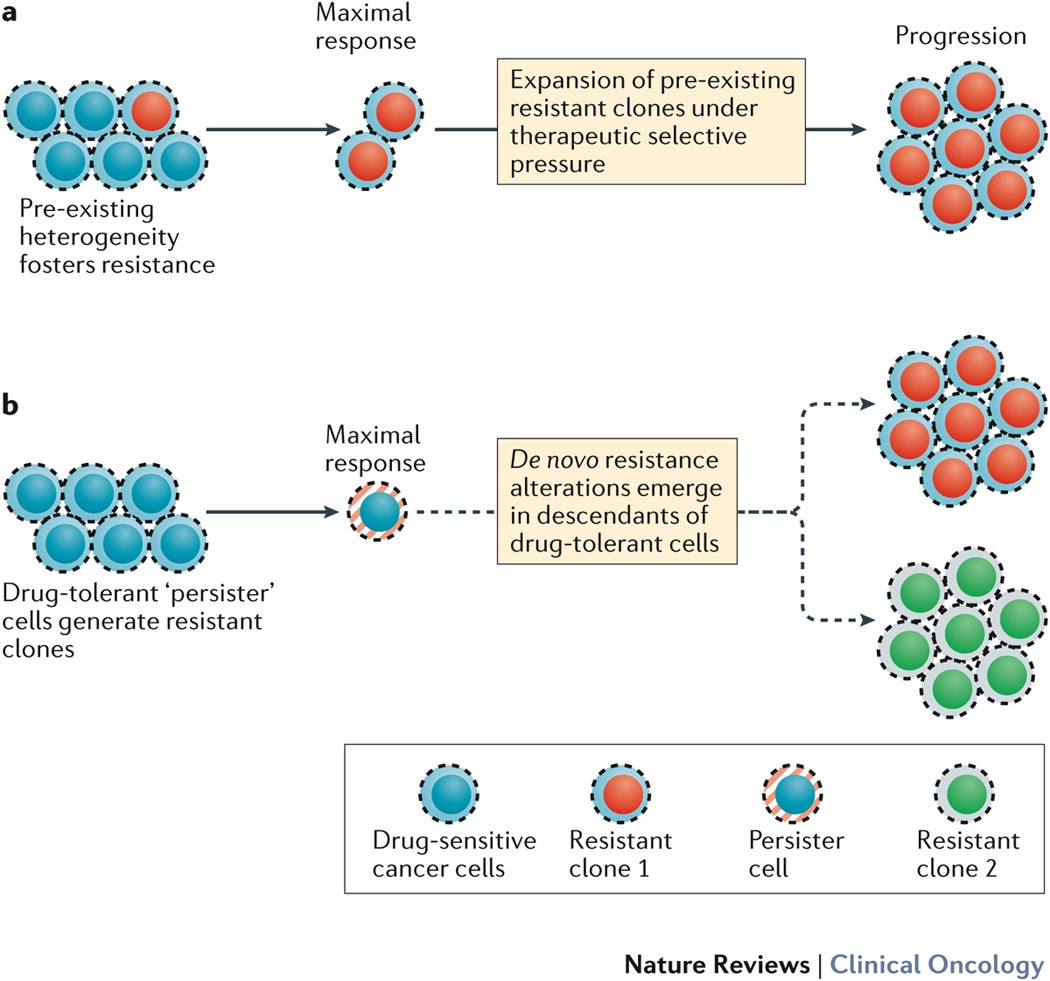 a
Maximal
response
Progression
Expansion of pre-existing
resistant clones under
therapeutic selective
pressure
Pre-existing
heterogeneity
fosters resistance
b
Maximal
response
De novo resistance
alterations emerge
in descendants of
drug-tolerant cells
Drug-tolerant ‘persister’
cells generate resistant
clones
Drug-sensitive
cancer cells
Resistant
clone 1
Persister
cell
Resistant
clone 2
Nature Reviews | Clinical Oncology